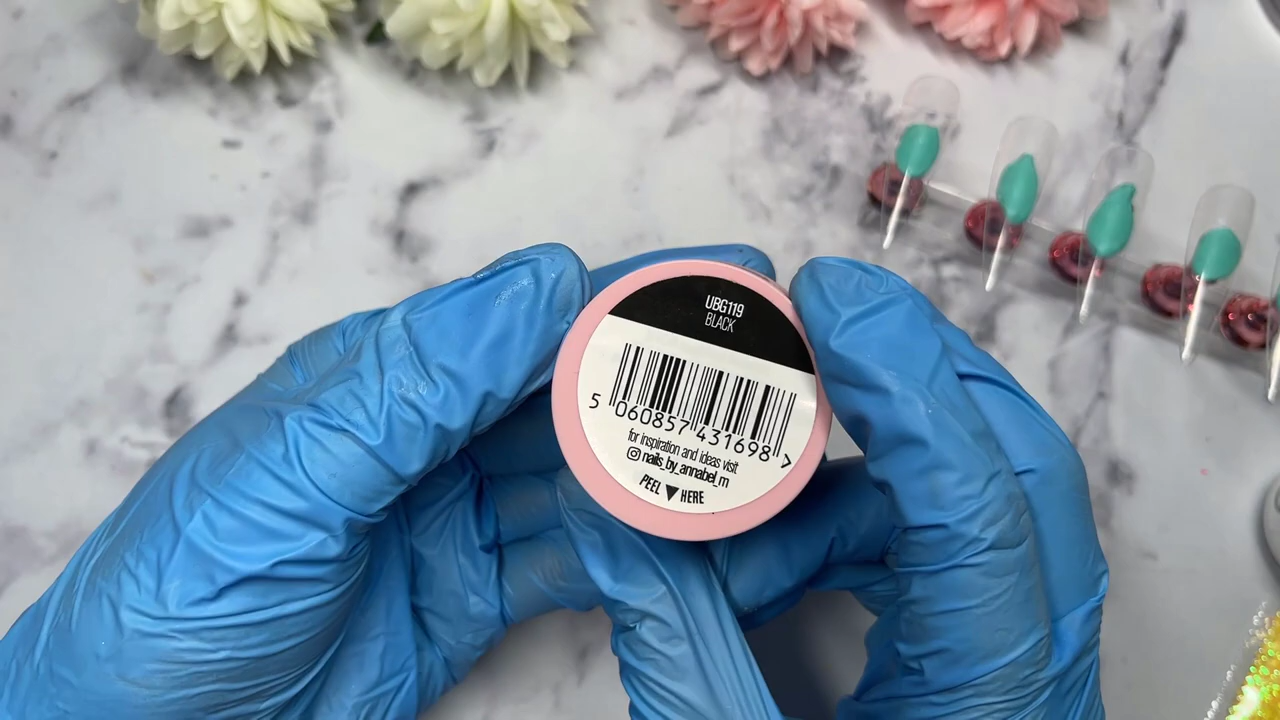 UBG119
BLACK
5 060857 431698 >
for inspiration and ideas visit
nails_by_annabel_m
PEEL HERE